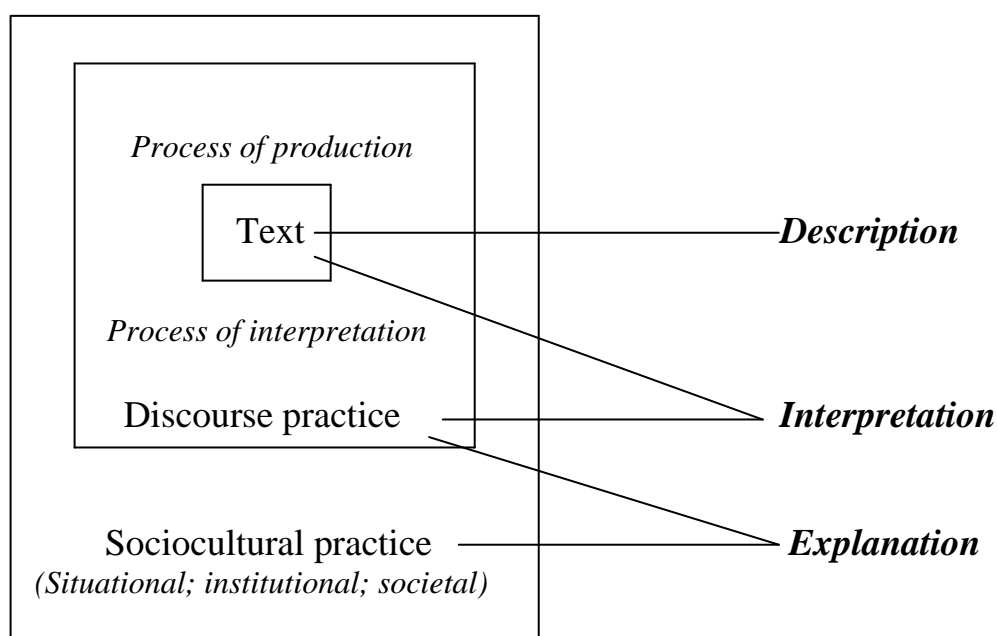 Process of production
Text
Description
Process of interpretation
Discourse practice
Interpretation
Sociocultural practice
Explanation
(Situational; institutional; societal)